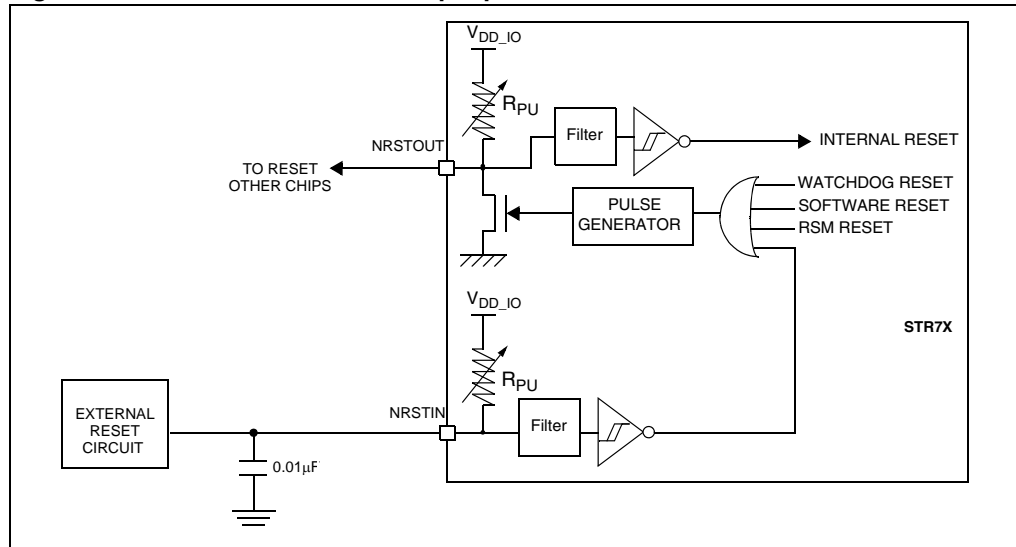 V_DD_IO
R_PU
NRSTOUT
Filter
INTERNAL RESET
TO RESET
OTHER CHIPS
WATCHDOG RESET
SOFTWARE RESET
RSM RESET
PULSE
GENERATOR
V_DD_IO
STR7X
R_PU
NRSTIN
Filter
EXTERNAL
RESET
CIRCUIT
0.01µF